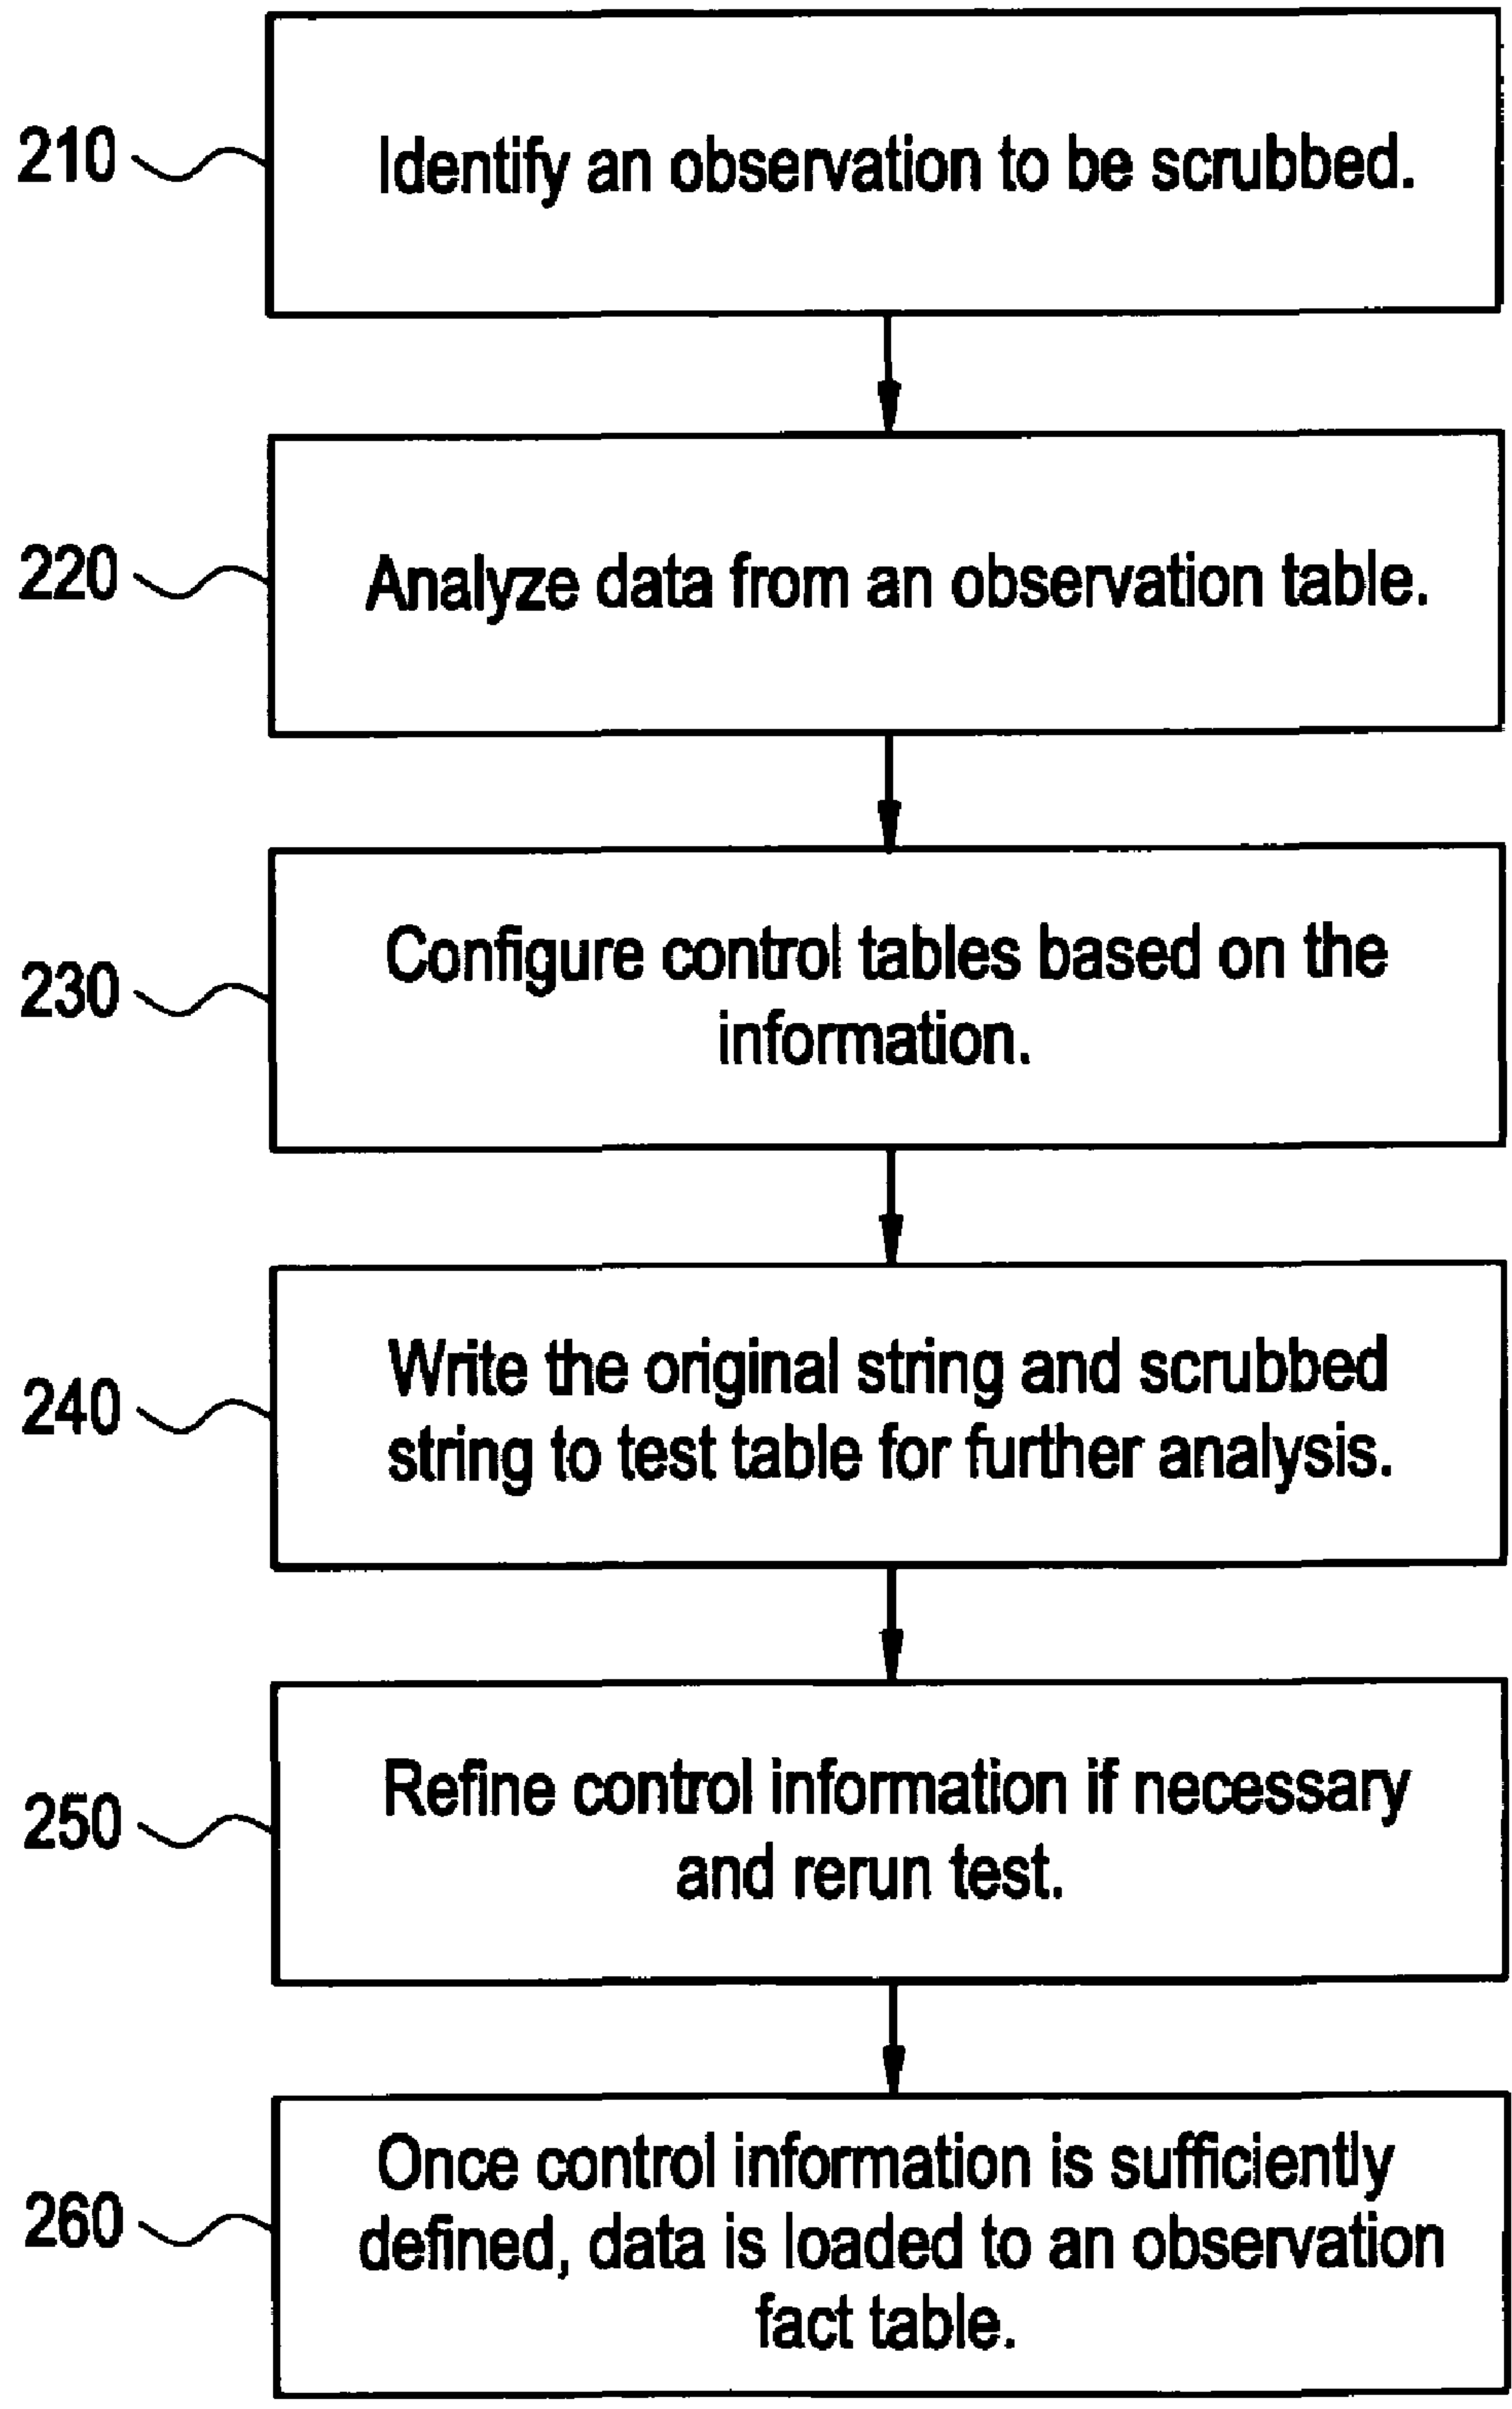 210
Identify an observation to be scrubbed.
220
Analyze data from an observation table.
230
Configure control tables based on the
information.
240
Write the original string and scrubbed
string to test table for further analysis.
250
Refine control information if necessary
and rerun test.
260
Once control information is sufficiently
defined, data is loaded to an observation
fact table.